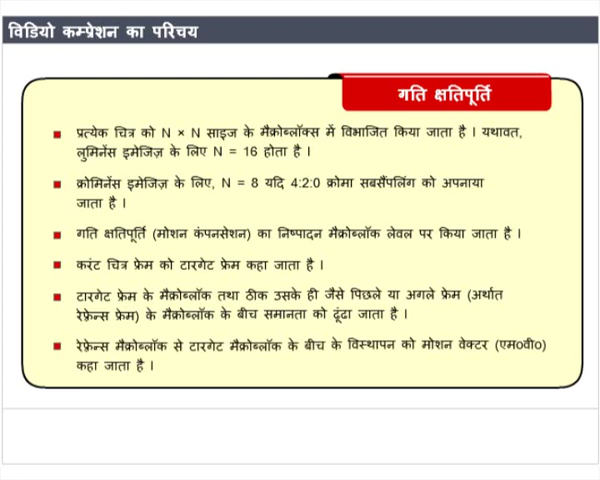 विडियो कम्प्रेशन का परिचय
गति क्षतिपूर्ति
प्रत्येक चित्र को N × N साइज के मैक्रोब्लॉक्स में विभाजित किया जाता है । यथावत,
लुमिनेंस इमेजिज़ के लिए N = 16 होता है ।
क्रोमिनेंस इमेजिज़ के लिए, N = 8 यदि 4:2:0 क्रोमा सबसैंपलिंग को अपनाया
जाता है ।
गति क्षतिपूर्ति (मोशन कंपनसेशन) का निष्पादन मैक्रोब्लॉक लेवल पर किया जाता है ।
करंट चित्र फ्रेम को टारगेट फ्रेम कहा जाता है ।
टारगेट फ्रेम के मैक्रोब्लॉक तथा ठीक उसके ही जैसे पिछले या अगले फ्रेम (अर्थात
रेफ़्रेन्स फ्रेम) के मैक्रोब्लॉक के बीच समानता को ढूंढा जाता है ।
रेफ़्रेन्स मैक्रोब्लॉक से टारगेट मैक्रोब्लॉक के बीच के विस्थापन को मोशन वेक्टर (एम०वी०)
कहा जाता है ।